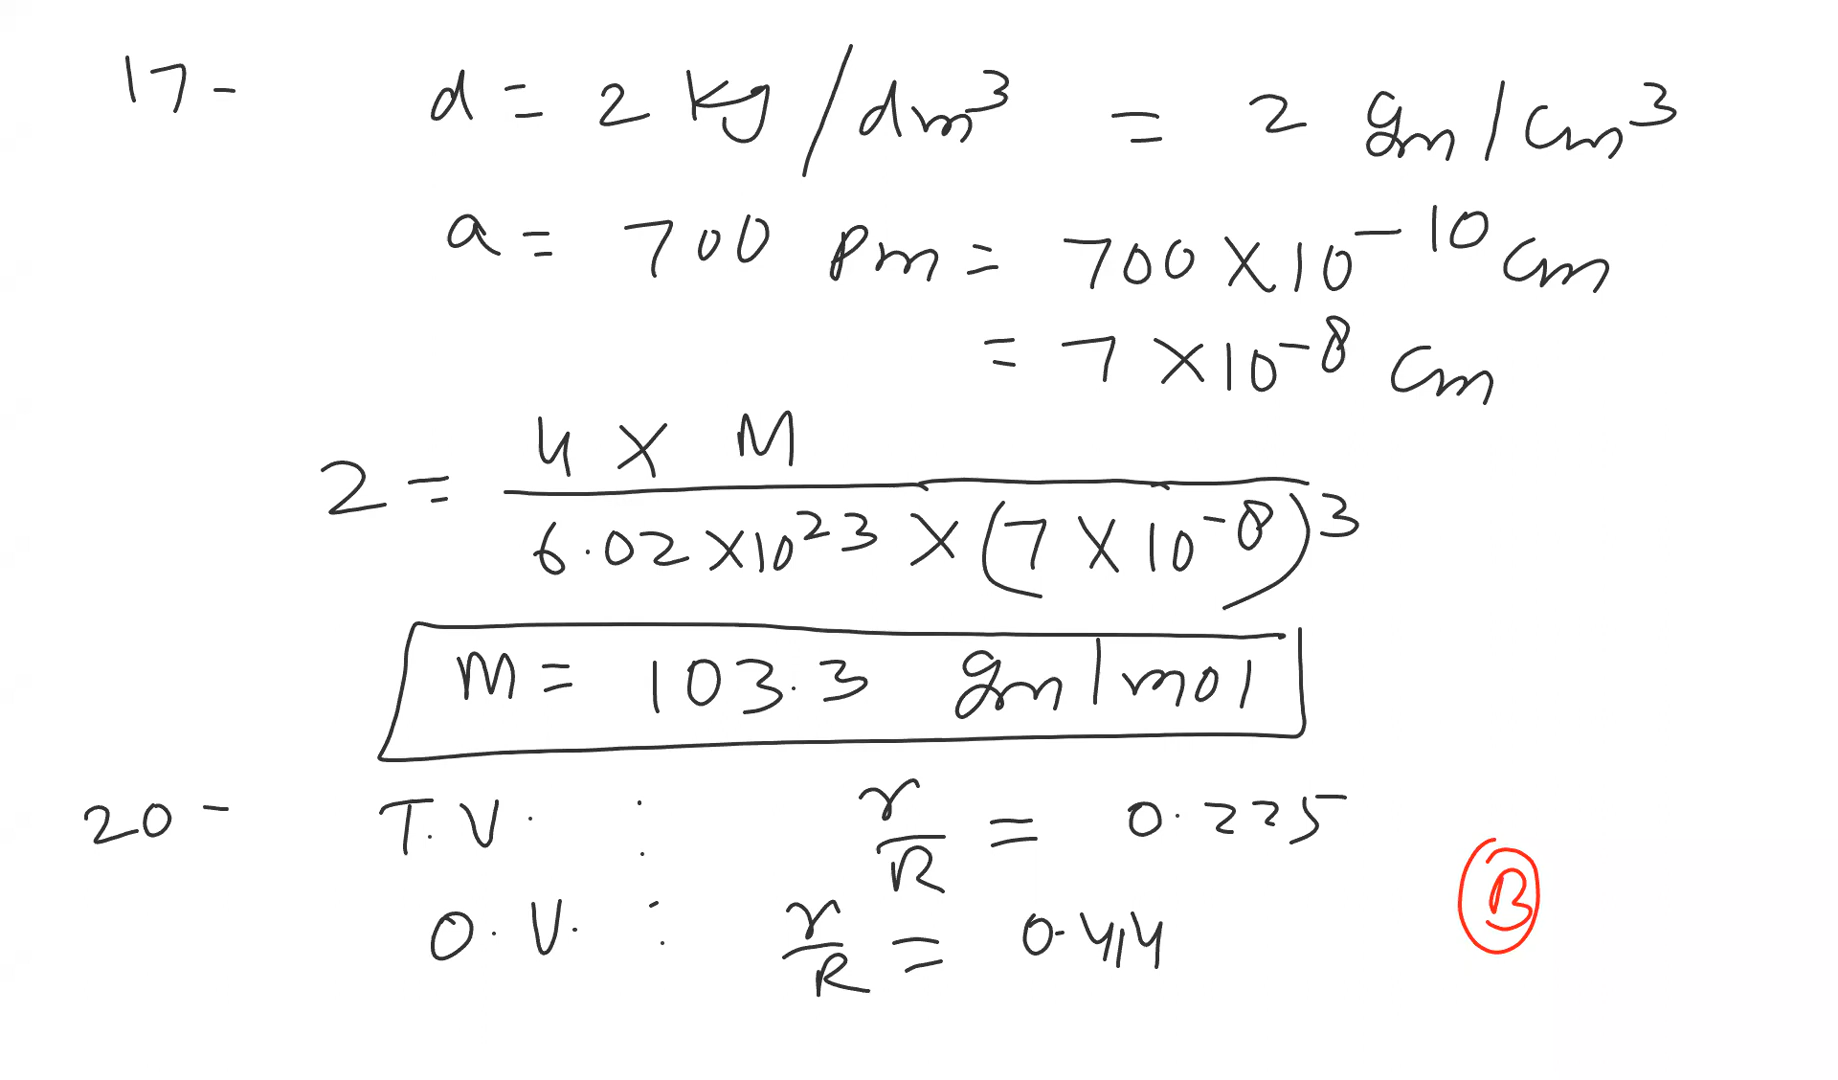 17- d = 2 kg/dm³ = 2 gm/cm³
a = 700 Pm = 700 X 10⁻¹⁰ cm
= 7 X 10⁻⁸ cm
2 = 4 X M / 6.02 X 10²³ X (7 X 10⁻⁸)³
M = 103.3 gm/mol
20- T.V. : r/R = 0.225
O.V. : r/R = 0.414
B